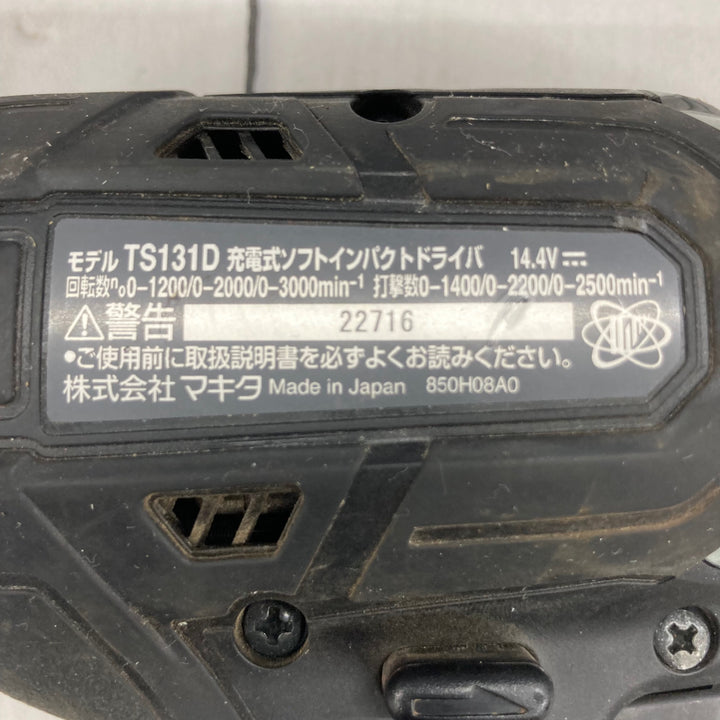 モデル TS131D 充電式ソフトインパクトドライバ 14.4V⎓
回転数n₀0-1200/0-2000/0-3000min⁻¹ 打撃数0-1400/0-2200/0-2500min⁻¹
⚠警告 22716
●ご使用前に取扱説明書を必ずよくお読みください。
株式会社 マキタ Made in Japan 850H08A0